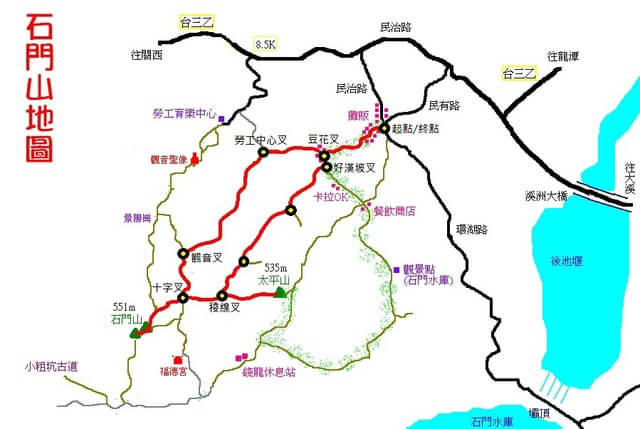 石門山地圖
台三乙
往關西
8.5K
民治路
往龍潭
台三乙
民治路
民有路
勞工育樂中心
攤販
勞工中心叉
豆花叉
起點/終點
觀音聖像
好漢坡叉
往大溪
卡拉OK
溪洲大橋
餐飲商店
景勝崗
環湖路
觀音叉
後池堰
535m
太平山
觀景點
(石門水庫)
十字叉
551m
石門山
稜線叉
小粗坑古道
福德宮
錢龍休息站
壩頂
石門水庫